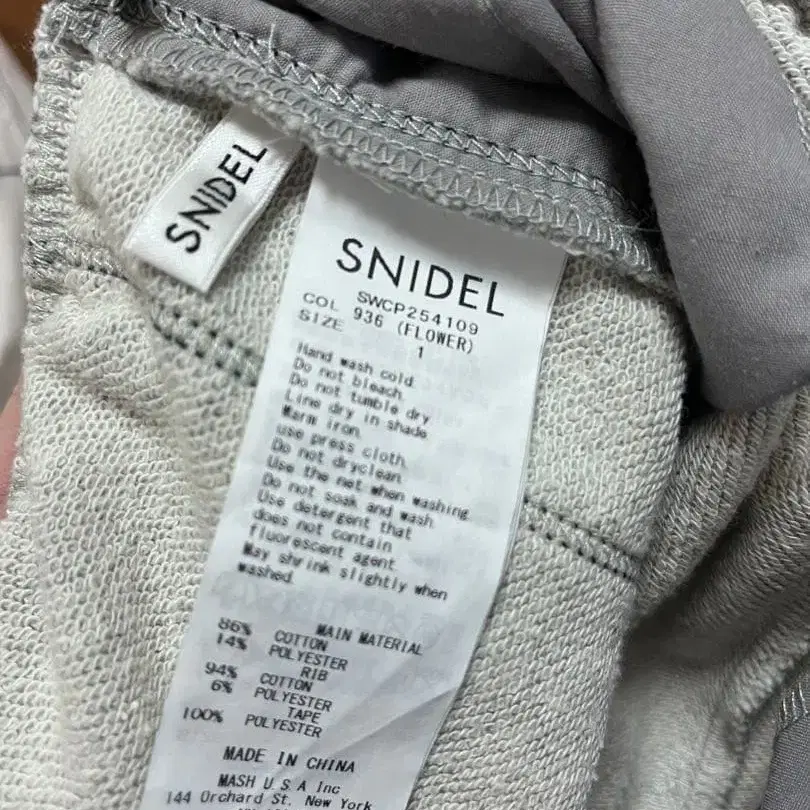 SNIDEL
SNIDEL
SWCP254109
COL 936 (FLOWER)
SIZE 1
Hand wash cold
Do not bleach
Do not tumble dry
Line dry in shade
Warm iron
use press cloth
Do not dryclean
Use the net when washing
Do not soak and wash
Use detergent that
does not contain
fluorescent agent
May shrink slightly when
washed
MAIN MATERIAL
86% COTTON
14% POLYESTER
RIB
94% COTTON
6% POLYESTER
TAPE
100% POLYESTER
MADE IN CHINA
MASH U.S.A Inc
144 Orchard St. New York